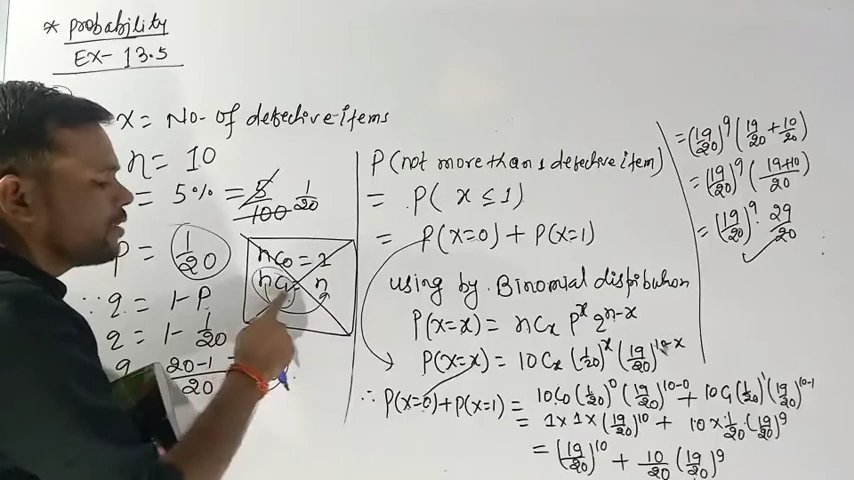 * Probability
Ex- 13.5
x = No- of defective items
n = 10
= 5% = 5/100 1/20
p = 1/20
∵ q = 1- P
q = 1 - 1/20
q 20-1 = / 20
nC₀ = 1
nC₁ = n
P(not more than 1 defective item)
= P( x ≤ 1)
= P(x=0) + P(x=1)
using by Binomial dispibution
P(x=x) = nCₓ Pˣ qⁿ⁻ˣ
P(x=x) = 10Cₓ (1/20)ˣ (19/20)¹⁰⁻ˣ
∴ P(x=0)+P(x=1) = 10C₀ (1/20)⁰ (19/20)¹⁰⁻⁰ + 10C₁ (1/20)¹ (19/20)¹⁰⁻¹
= 1 x 1 x (19/20)¹⁰ + 10 x 1/20 · (19/20)⁹
= (19/20)¹⁰ + 10/20 (19/20)⁹
= (19/20)⁹ (19/20 + 10/20)
= (19/20)⁹ (19+10/20)
= (19/20)⁹ · 29/20